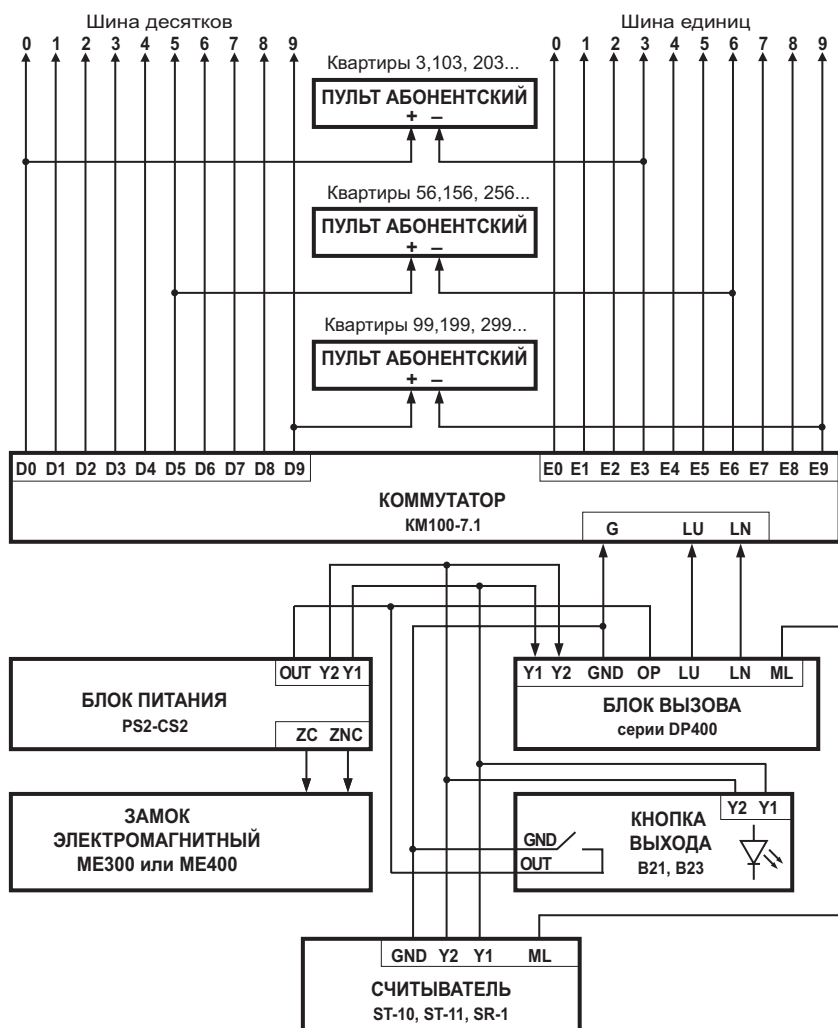 Шина десятков Шина единиц
0 1 2 3 4 5 6 7 8 9 0 1 2 3 4 5 6 7 8 9
Квартиры 3,103, 203...
ПУЛЬТ АБОНЕНТСКИЙ
+ –
Квартиры 56,156, 256...
ПУЛЬТ АБОНЕНТСКИЙ
+ –
Квартиры 99,199, 299...
ПУЛЬТ АБОНЕНТСКИЙ
+ –
D0 D1 D2 D3 D4 D5 D6 D7 D8 D9 E0 E1 E2 E3 E4 E5 E6 E7 E8 E9
КОММУТАТОР
КМ100-7.1
G LU LN
OUT Y2 Y1
БЛОК ПИТАНИЯ
PS2-CS2
ZC ZNC
Y1 Y2 GND OP LU LN ML
БЛОК ВЫЗОВА
серии DP400
ЗАМОК
ЭЛЕКТРОМАГНИТНЫЙ
ME300 или ME400
Y2 Y1
КНОПКА
ВЫХОДА
B21, B23
GND
OUT
GND Y2 Y1 ML
СЧИТЫВАТЕЛЬ
ST-10, ST-11, SR-1